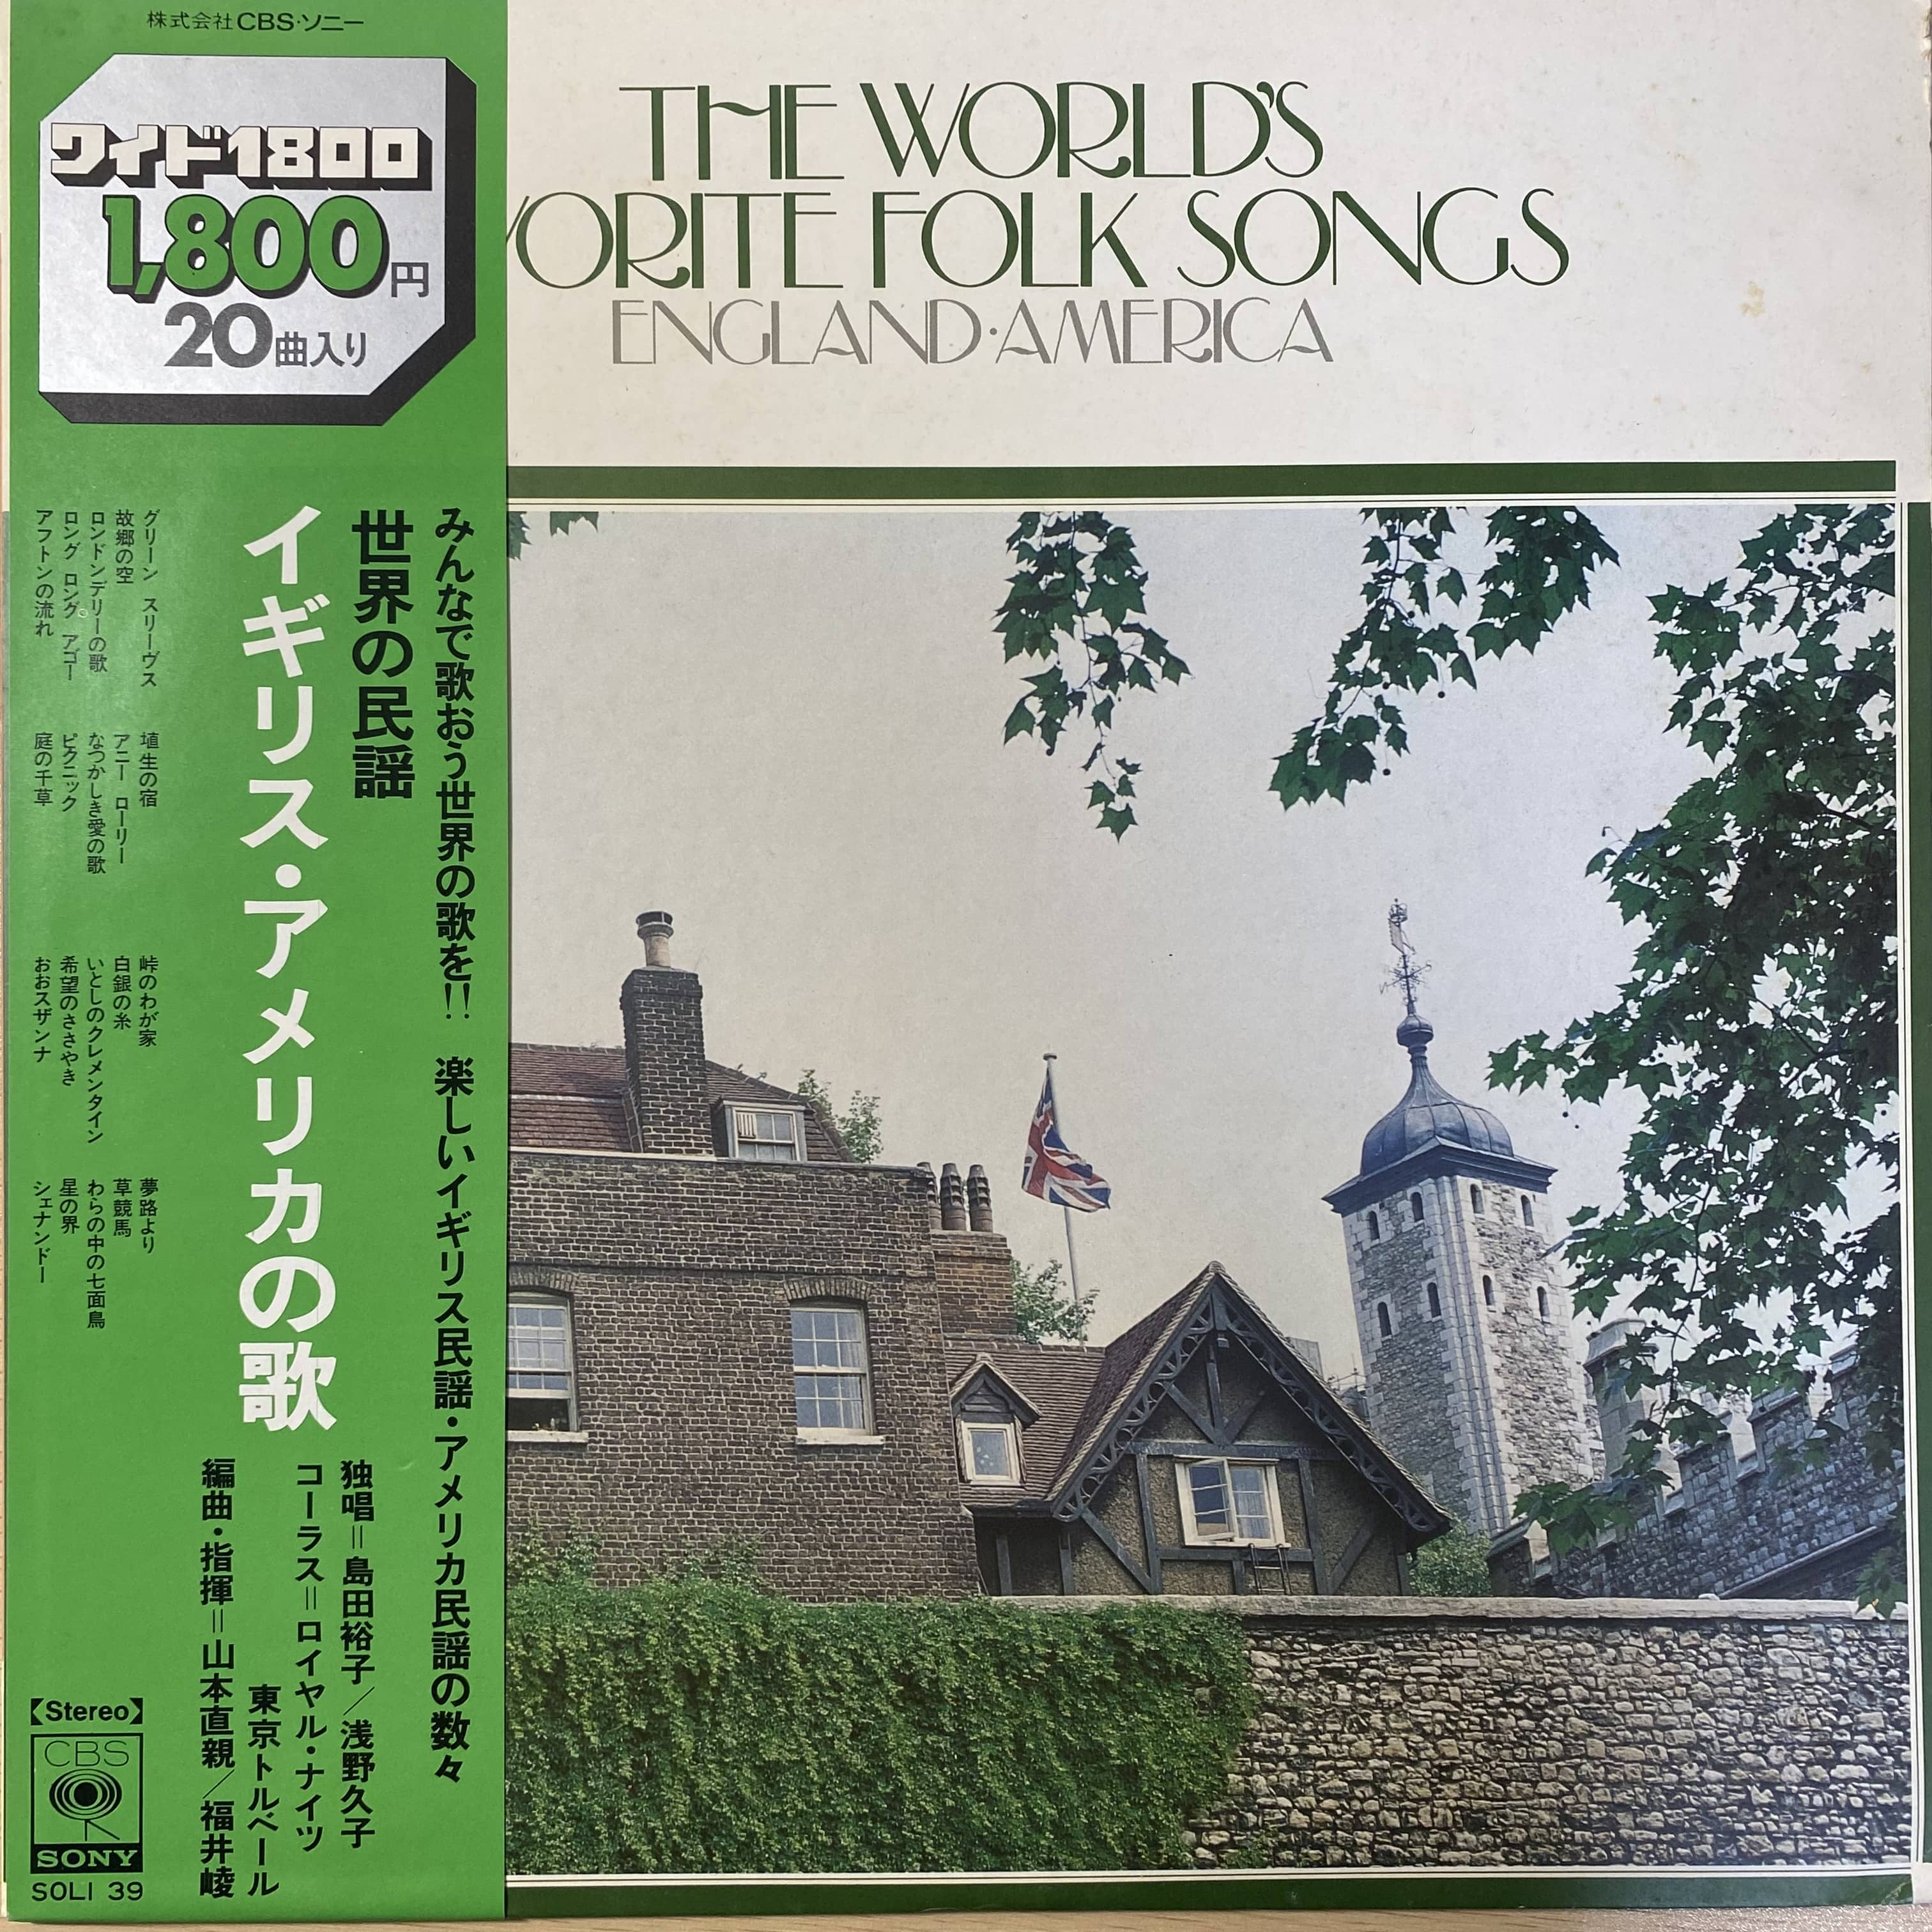 株式会社CBS・ソニー
ワイド1800
1,800円
20曲入り
みんなで歌おう世界の歌を!! 楽しいイギリス民謡・アメリカ民謡の数々
世界の民謡
イギリス・アメリカの歌
独唱=島田裕子/浅野久子
コーラス=ロイヤル・ナイツ
東京トルベール
編曲・指揮=山本直親/福井崚
グリーン スリーヴス
故郷の空
ロンドンデリーの歌
ロング ロング アゴー
アフトンの流れ
埴生の宿
アニー ローリー
なつかしき愛の歌
ピクニック
庭の千草
峠のわが家
白銀の糸
いとしのクレメンタイン
希望のささやき
おおスザンナ
夢路より
草競馬
わらの中の七面鳥
星の界
シェナンドー
【Stereo】
CBS
SONY
SOLI 39
THE WORLD'S
VORITE FOLK SONGS
ENGLAND・AMERICA